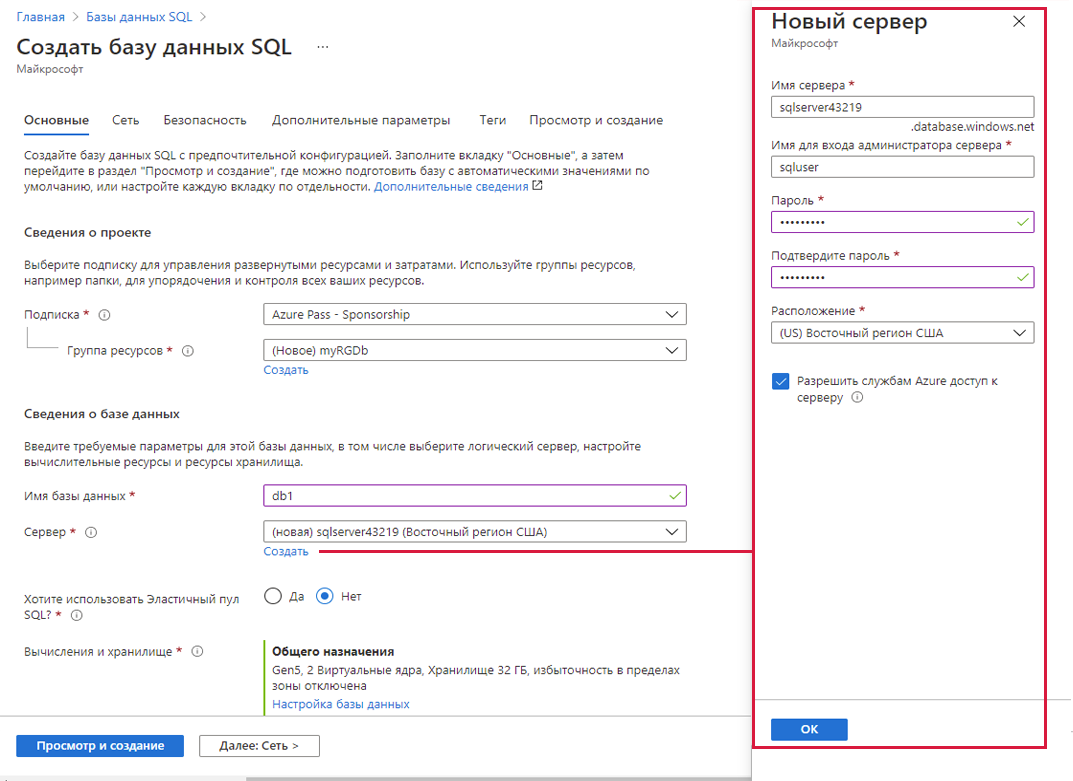 Главная > Базы данных SQL >
Создать базу данных SQL ...
Майкрософт
Основные Сеть Безопасность Дополнительные параметры Теги Просмотр и создание
Создайте базу данных SQL с предпочтительной конфигурацией. Заполните вкладку "Основные", а затем
перейдите в раздел "Просмотр и создание", где можно подготовить базу с автоматическими значениями по
умолчанию, или настройте каждую вкладку по отдельности. Дополнительные сведения
Сведения о проекте
Выберите подписку для управления развернутыми ресурсами и затратами. Используйте группы ресурсов,
например папки, для упорядочения и контроля всех ваших ресурсов.
Подписка * Azure Pass - Sponsorship
Группа ресурсов * (Новое) myRGDb
Создать
Сведения о базе данных
Введите требуемые параметры для этой базы данных, в том числе выберите логический сервер, настройте
вычислительные ресурсы и ресурсы хранилища.
Имя базы данных * db1
Сервер * (новая) sqlserver43219 (Восточный регион США)
Создать
Хотите использовать Эластичный пул
SQL? * Да Нет
Вычисления и хранилище * Общего назначения
Gen5, 2 Виртуальные ядра, Хранилище 32 ГБ, избыточность в пределах
зоны отключена
Настройка базы данных
Просмотр и создание Далее: Сеть >
Новый сервер
Майкрософт
Имя сервера *
sqlserver43219
.database.windows.net
Имя для входа администратора сервера *
sqluser
Пароль *
•••••••••
Подтвердите пароль *
•••••••••
Расположение *
(US) Восточный регион США
Разрешить службам Azure доступ к
серверу
ОК